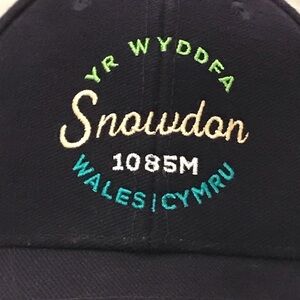 YR WYDDFA
Snowdon
1085M
WALES|CYMRU